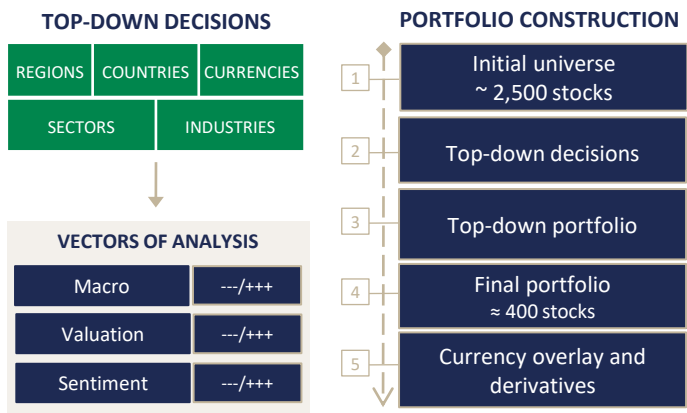 TOP-DOWN DECISIONS
REGIONS
COUNTRIES
CURRENCIES
SECTORS
INDUSTRIES
VECTORS OF ANALYSIS
Macro
---/+++
Valuation
---/+++
Sentiment
---/+++
PORTFOLIO CONSTRUCTION
1
Initial universe
~ 2,500 stocks
2
Top-down decisions
3
Top-down portfolio
4
Final portfolio
≈ 400 stocks
5
Currency overlay and
derivatives